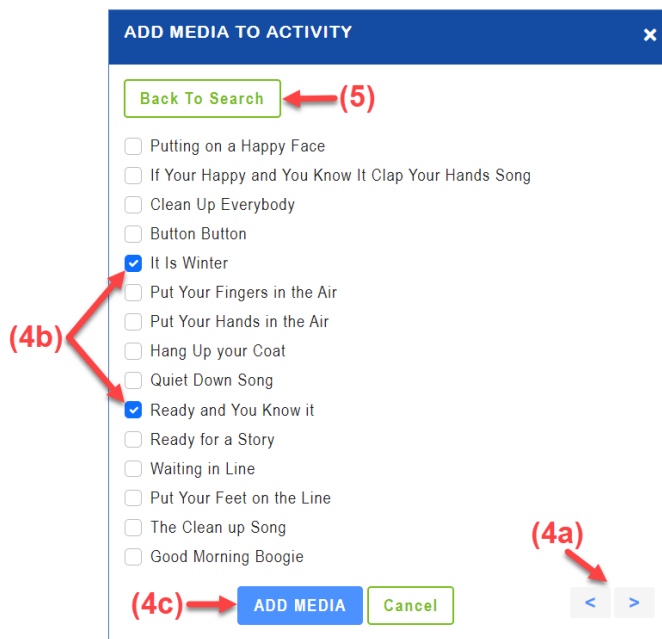 ADD MEDIA TO ACTIVITY ×
Back To Search (5)
Putting on a Happy Face
If Your Happy and You Know It Clap Your Hands Song
Clean Up Everybody
Button Button
It Is Winter
Put Your Fingers in the Air
Put Your Hands in the Air
(4b)
Hang Up your Coat
Quiet Down Song
Ready and You Know it
Ready for a Story
Waiting in Line
Put Your Feet on the Line
The Clean up Song
(4a)
Good Morning Boogie
(4c) ADD MEDIA Cancel < >